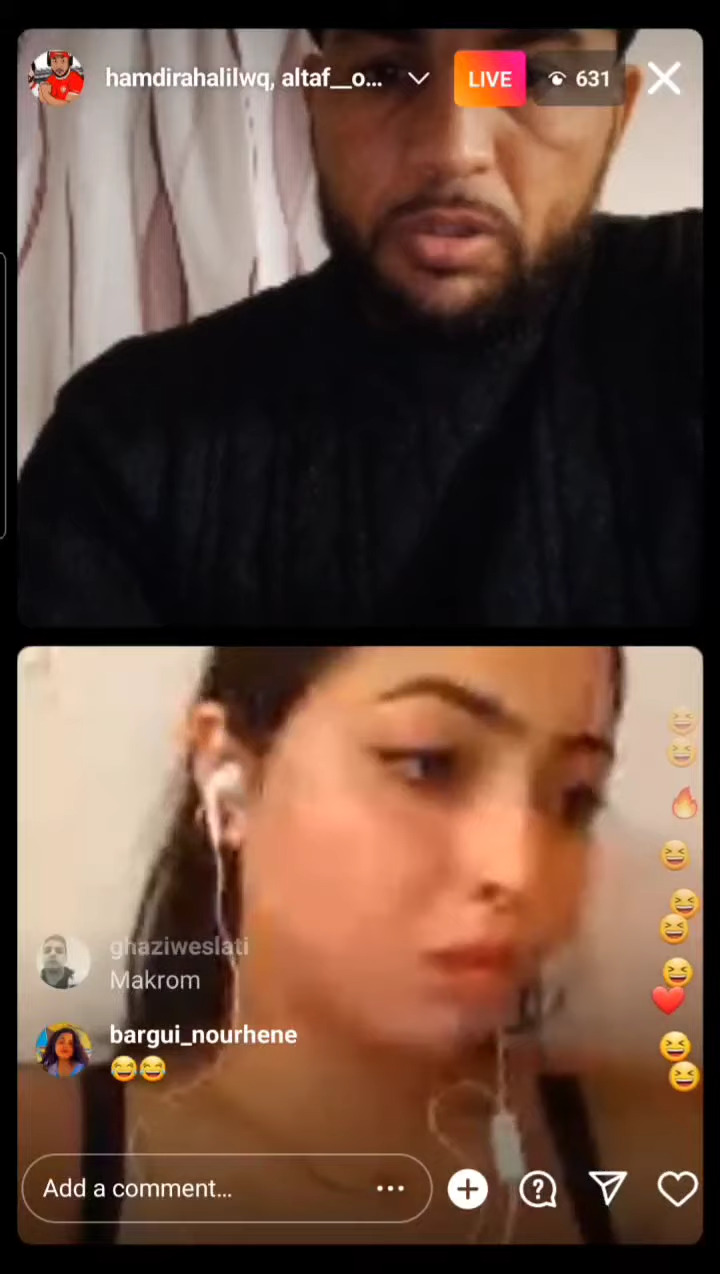 hamdirahalilwq, altaf__o...
LIVE
631
ghaziweslati
Makrom
bargui_nourhene
😂😂
Add a comment...